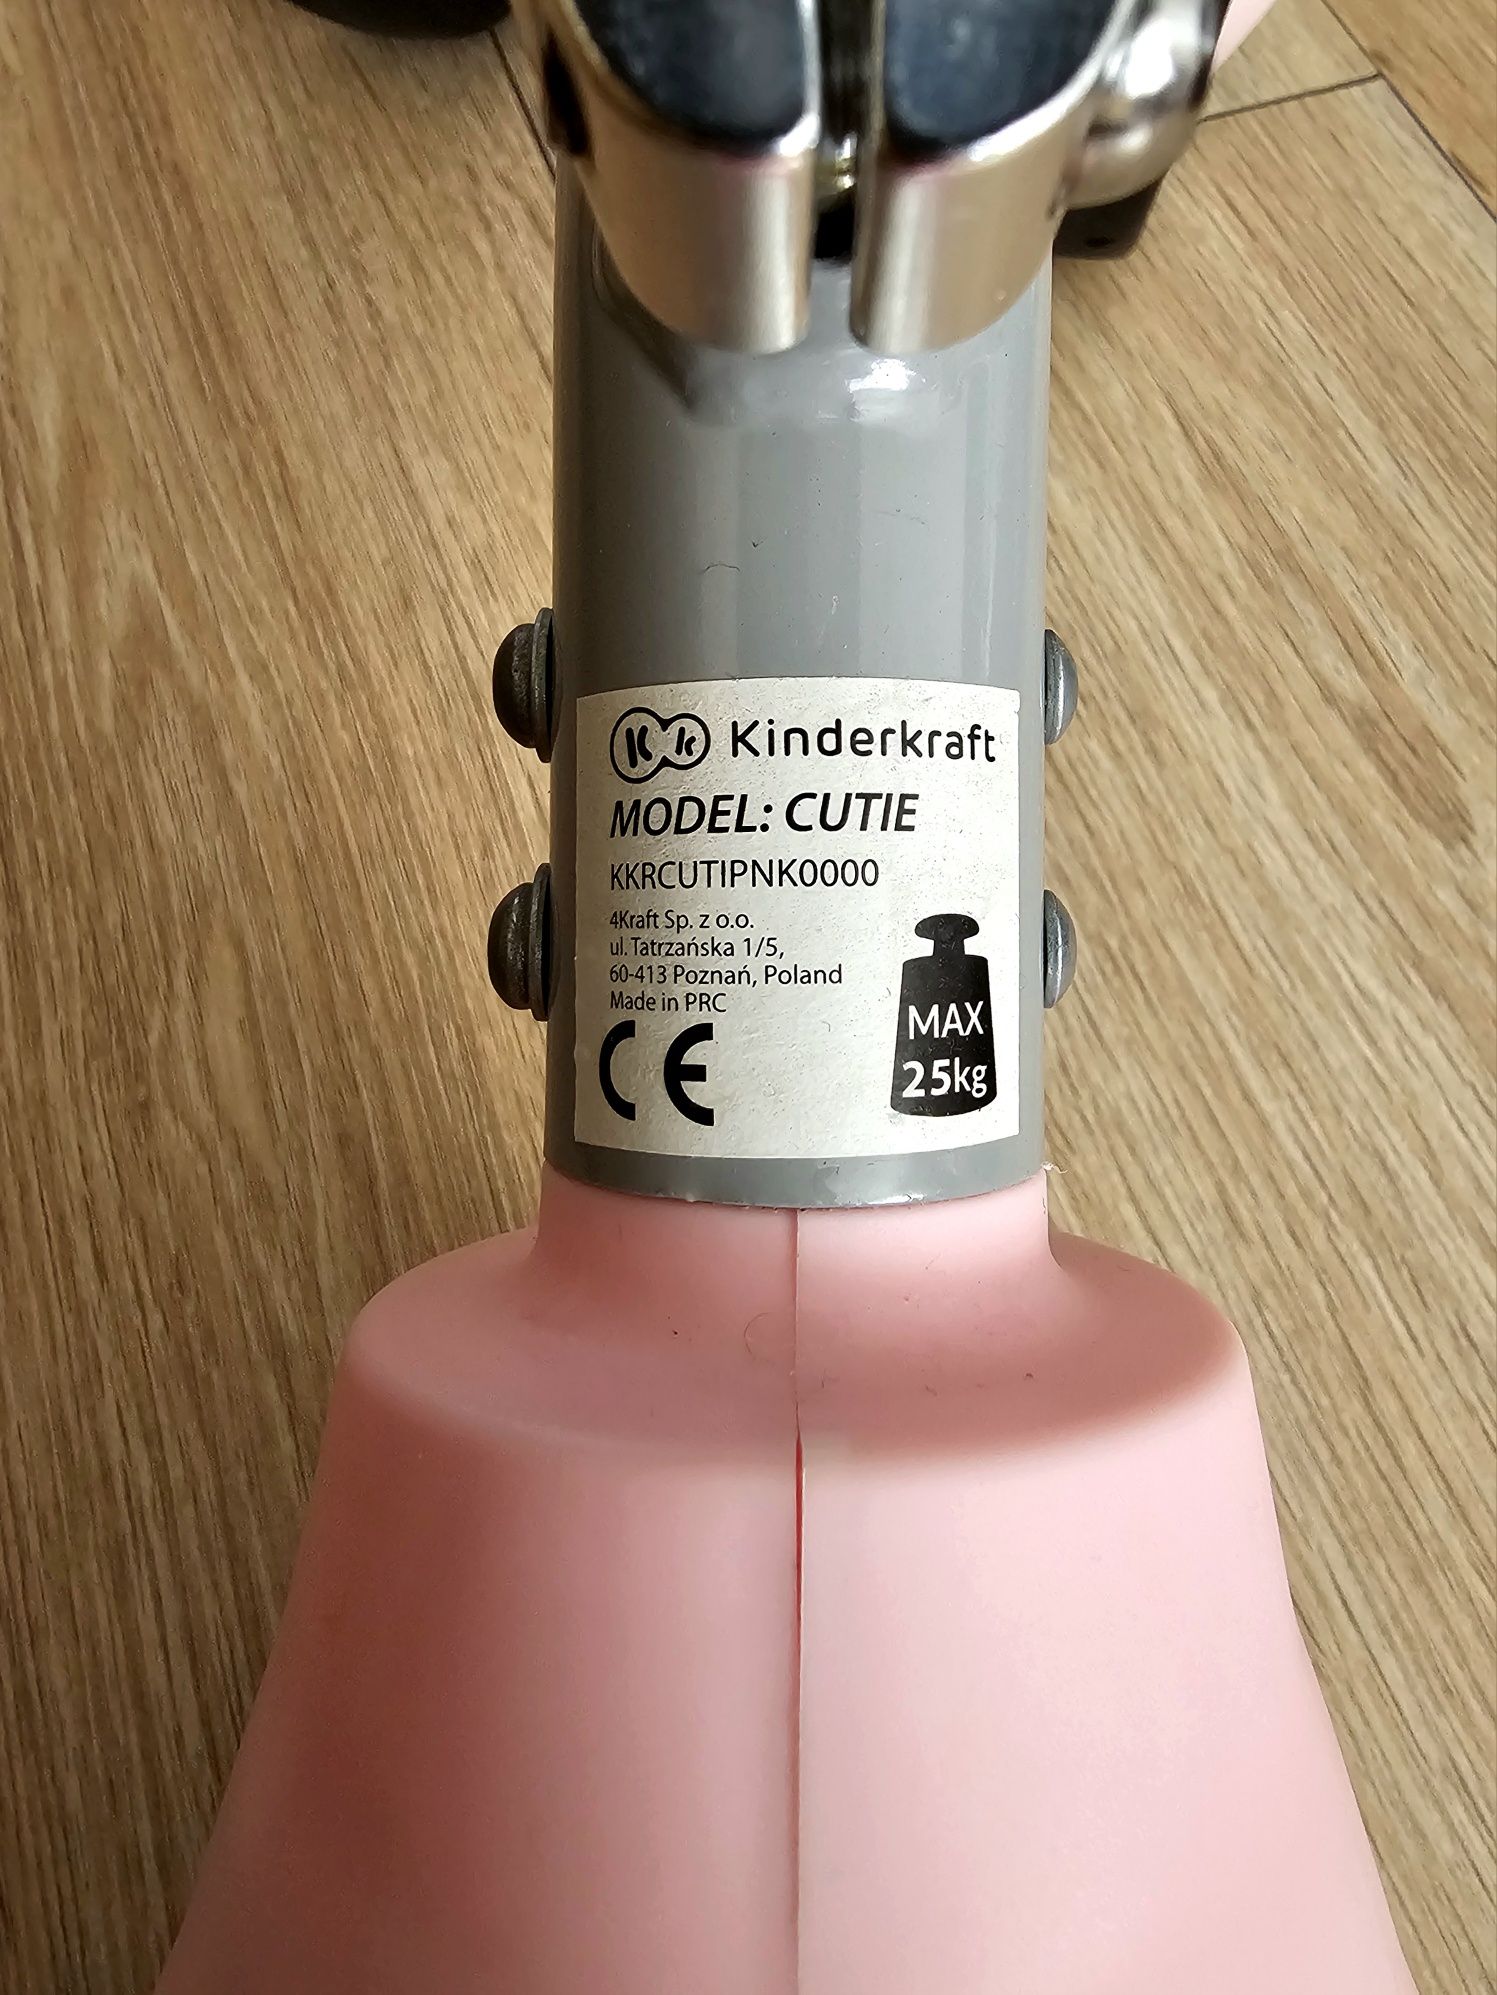 Kk Kinderkraft
MODEL: CUTIE
KKRCUTIPNK0000
4Kraft Sp. z o.o.
ul. Tatrzańska 1/5,
60-413 Poznań, Poland
Made in PRC
CE
MAX
25kg